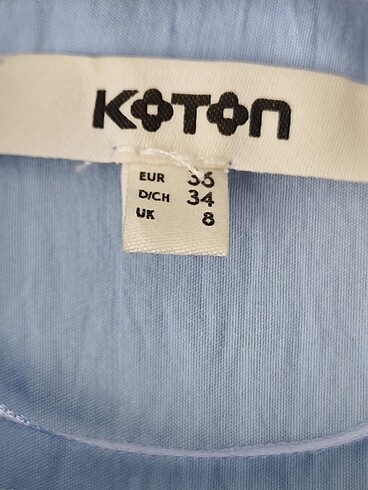 KOTON
EUR 36
D/CH 34
UK 8